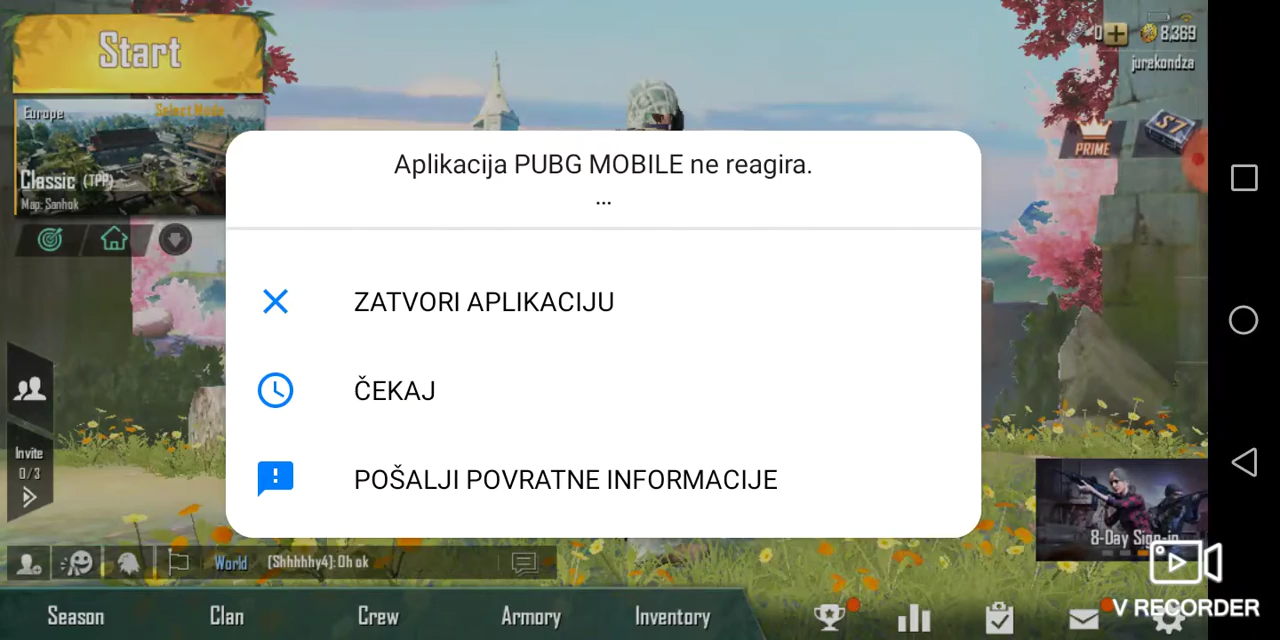 Start
0
8,369
jurekondza
Europe
Select Mode
Classic (TPP)
Map: Sanhok
PRIME
S7
Aplikacija PUBG MOBILE ne reagira.
...
ZATVORI APLIKACIJU
ČEKAJ
POŠALJI POVRATNE INFORMACIJE
Invite
0/3
8-Day Sign-in
World
[Shhhhhy4]: Oh ok
V RECORDER
Season
Clan
Crew
Armory
Inventory